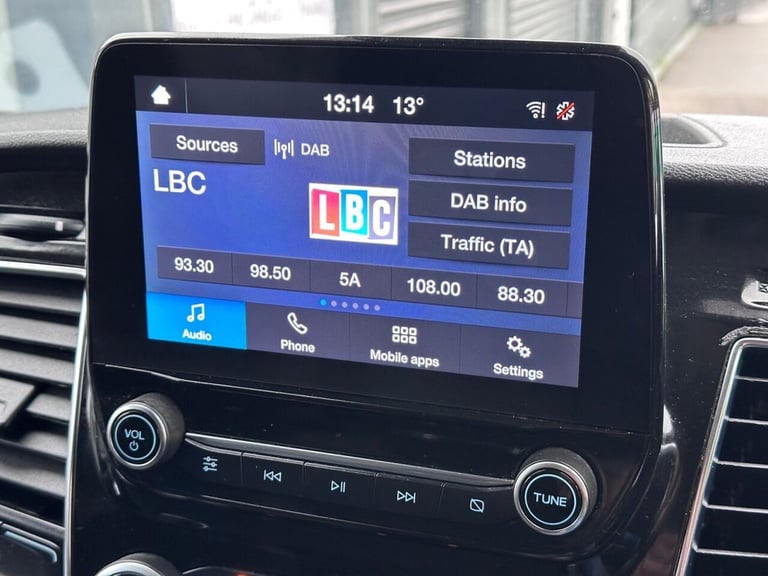 13:14 13°
Sources DAB
Stations
LBC
LBC
DAB info
Traffic (TA)
93.30 98.50 5A 108.00 88.30
Audio Phone Mobile apps Settings
VOL
TUNE